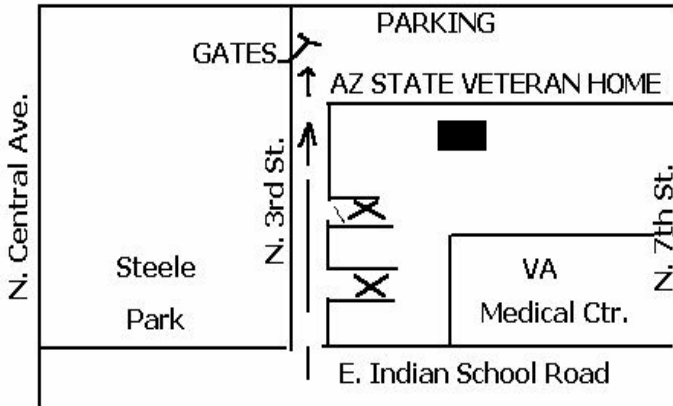 PARKING
GATES
AZ STATE VETERAN HOME
N. Central Ave.
N. 3rd St.
N. 7th St.
Steele
Park
VA
Medical Ctr.
E. Indian School Road